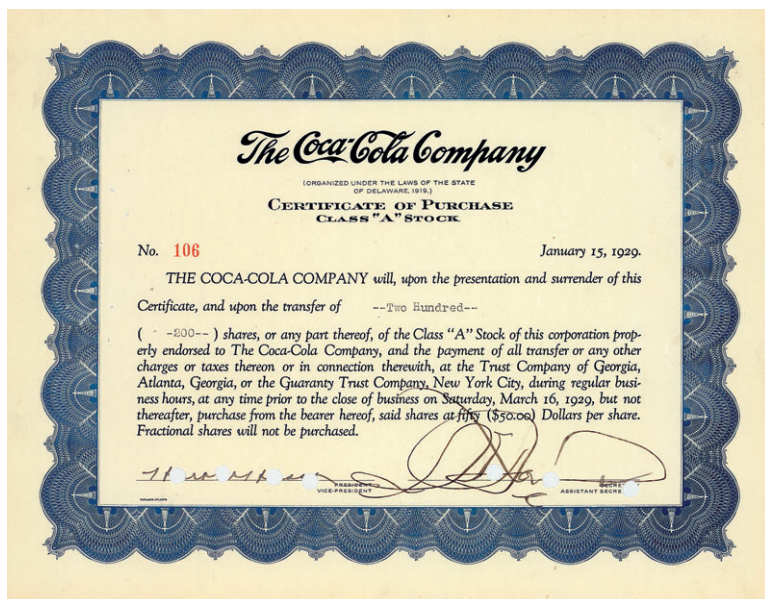 The Coca-Cola Company
(ORGANIZED UNDER THE LAWS OF THE STATE
OF DELAWARE, 1919.)
CERTIFICATE OF PURCHASE
CLASS "A" STOCK
No. 106 January 15, 1929.
THE COCA-COLA COMPANY will, upon the presentation and surrender of this
Certificate, and upon the transfer of --Two Hundred--
( -200-- ) shares, or any part thereof, of the Class "A" Stock of this corporation prop-
erly endorsed to The Coca-Cola Company, and the payment of all transfer or any other
charges or taxes thereon or in connection therewith, at the Trust Company of Georgia,
Atlanta, Georgia, or the Guaranty Trust Company, New York City, during regular busi-
ness hours, at any time prior to the close of business on Saturday, March 16, 1929, but not
thereafter, purchase from the bearer hereof, said shares at fifty ($50.00) Dollars per share.
Fractional shares will not be purchased.
PRESIDENT SECRE
VICE-PRESIDENT ASSISTANT SECRE